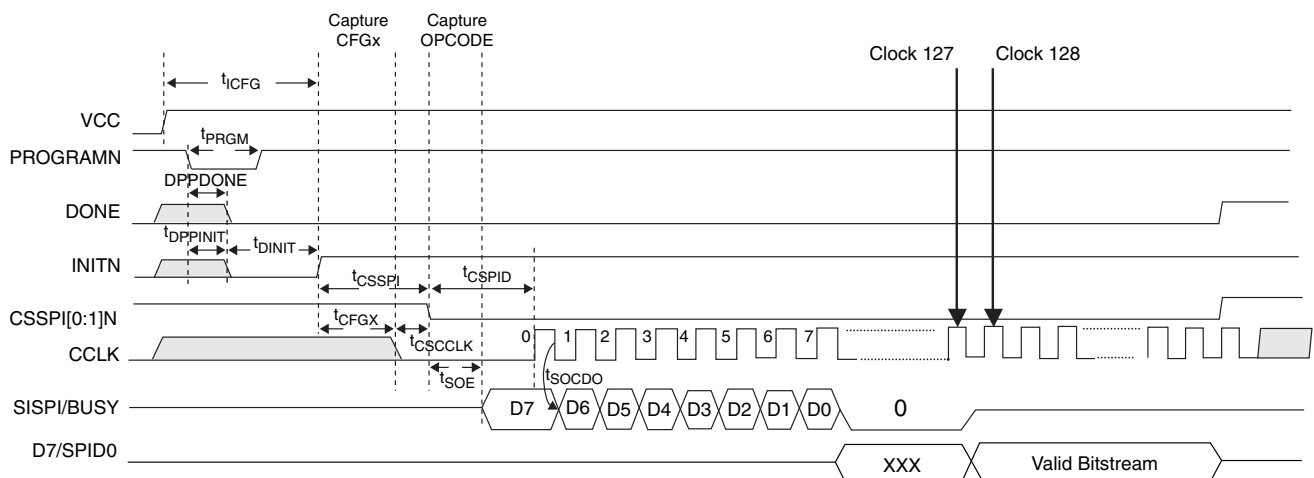 Capture
CFGx
Capture
OPCODE
Clock 127
Clock 128
tICFG
VCC
tPRGM
PROGRAMN
DPPDONE
DONE
tDPPINIT
tDINIT
INITN
tCSSPI
tCSPID
CSSPI[0:1]N
tCFGX
tCSCCLK
CCLK
0 1 2 3 4 5 6 7
tSOE
tSOCDO
SISPI/BUSY
D7 D6 D5 D4 D3 D2 D1 D0 0
D7/SPID0
XXX
Valid Bitstream